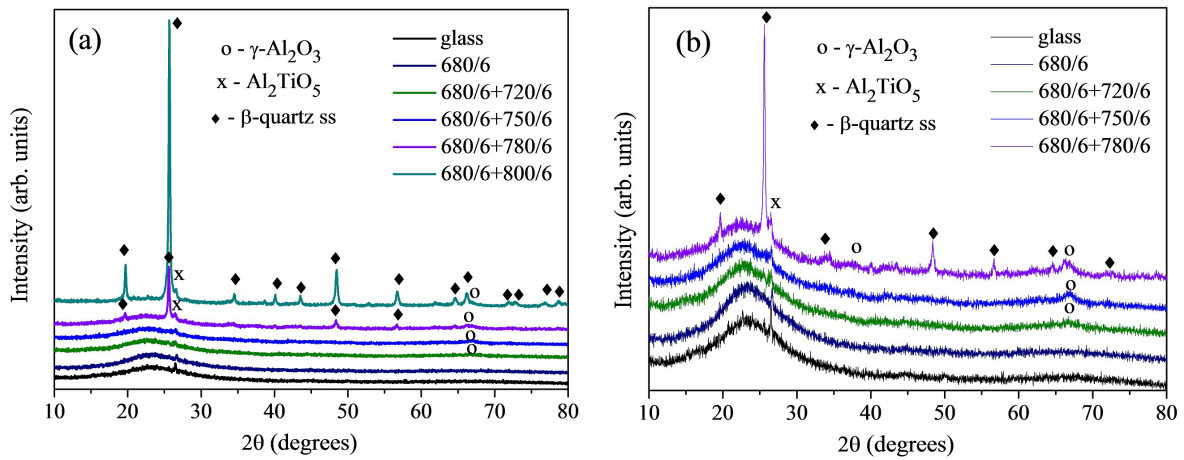 (a)
o - γ-Al2O3
x - Al2TiO5
♦ - β-quartz ss
glass
680/6
680/6+720/6
680/6+750/6
680/6+780/6
680/6+800/6
x
x
o
o
o
o
Intensity (arb. units)
10 20 30 40 50 60 70 80
2θ (degrees)
(b)
o - γ-Al2O3
x - Al2TiO5
♦ - β-quartz ss
glass
680/6
680/6+720/6
680/6+750/6
680/6+780/6
x
o
o
o
o
Intensity (arb. units)
10 20 30 40 50 60 70 80
2θ (degrees)